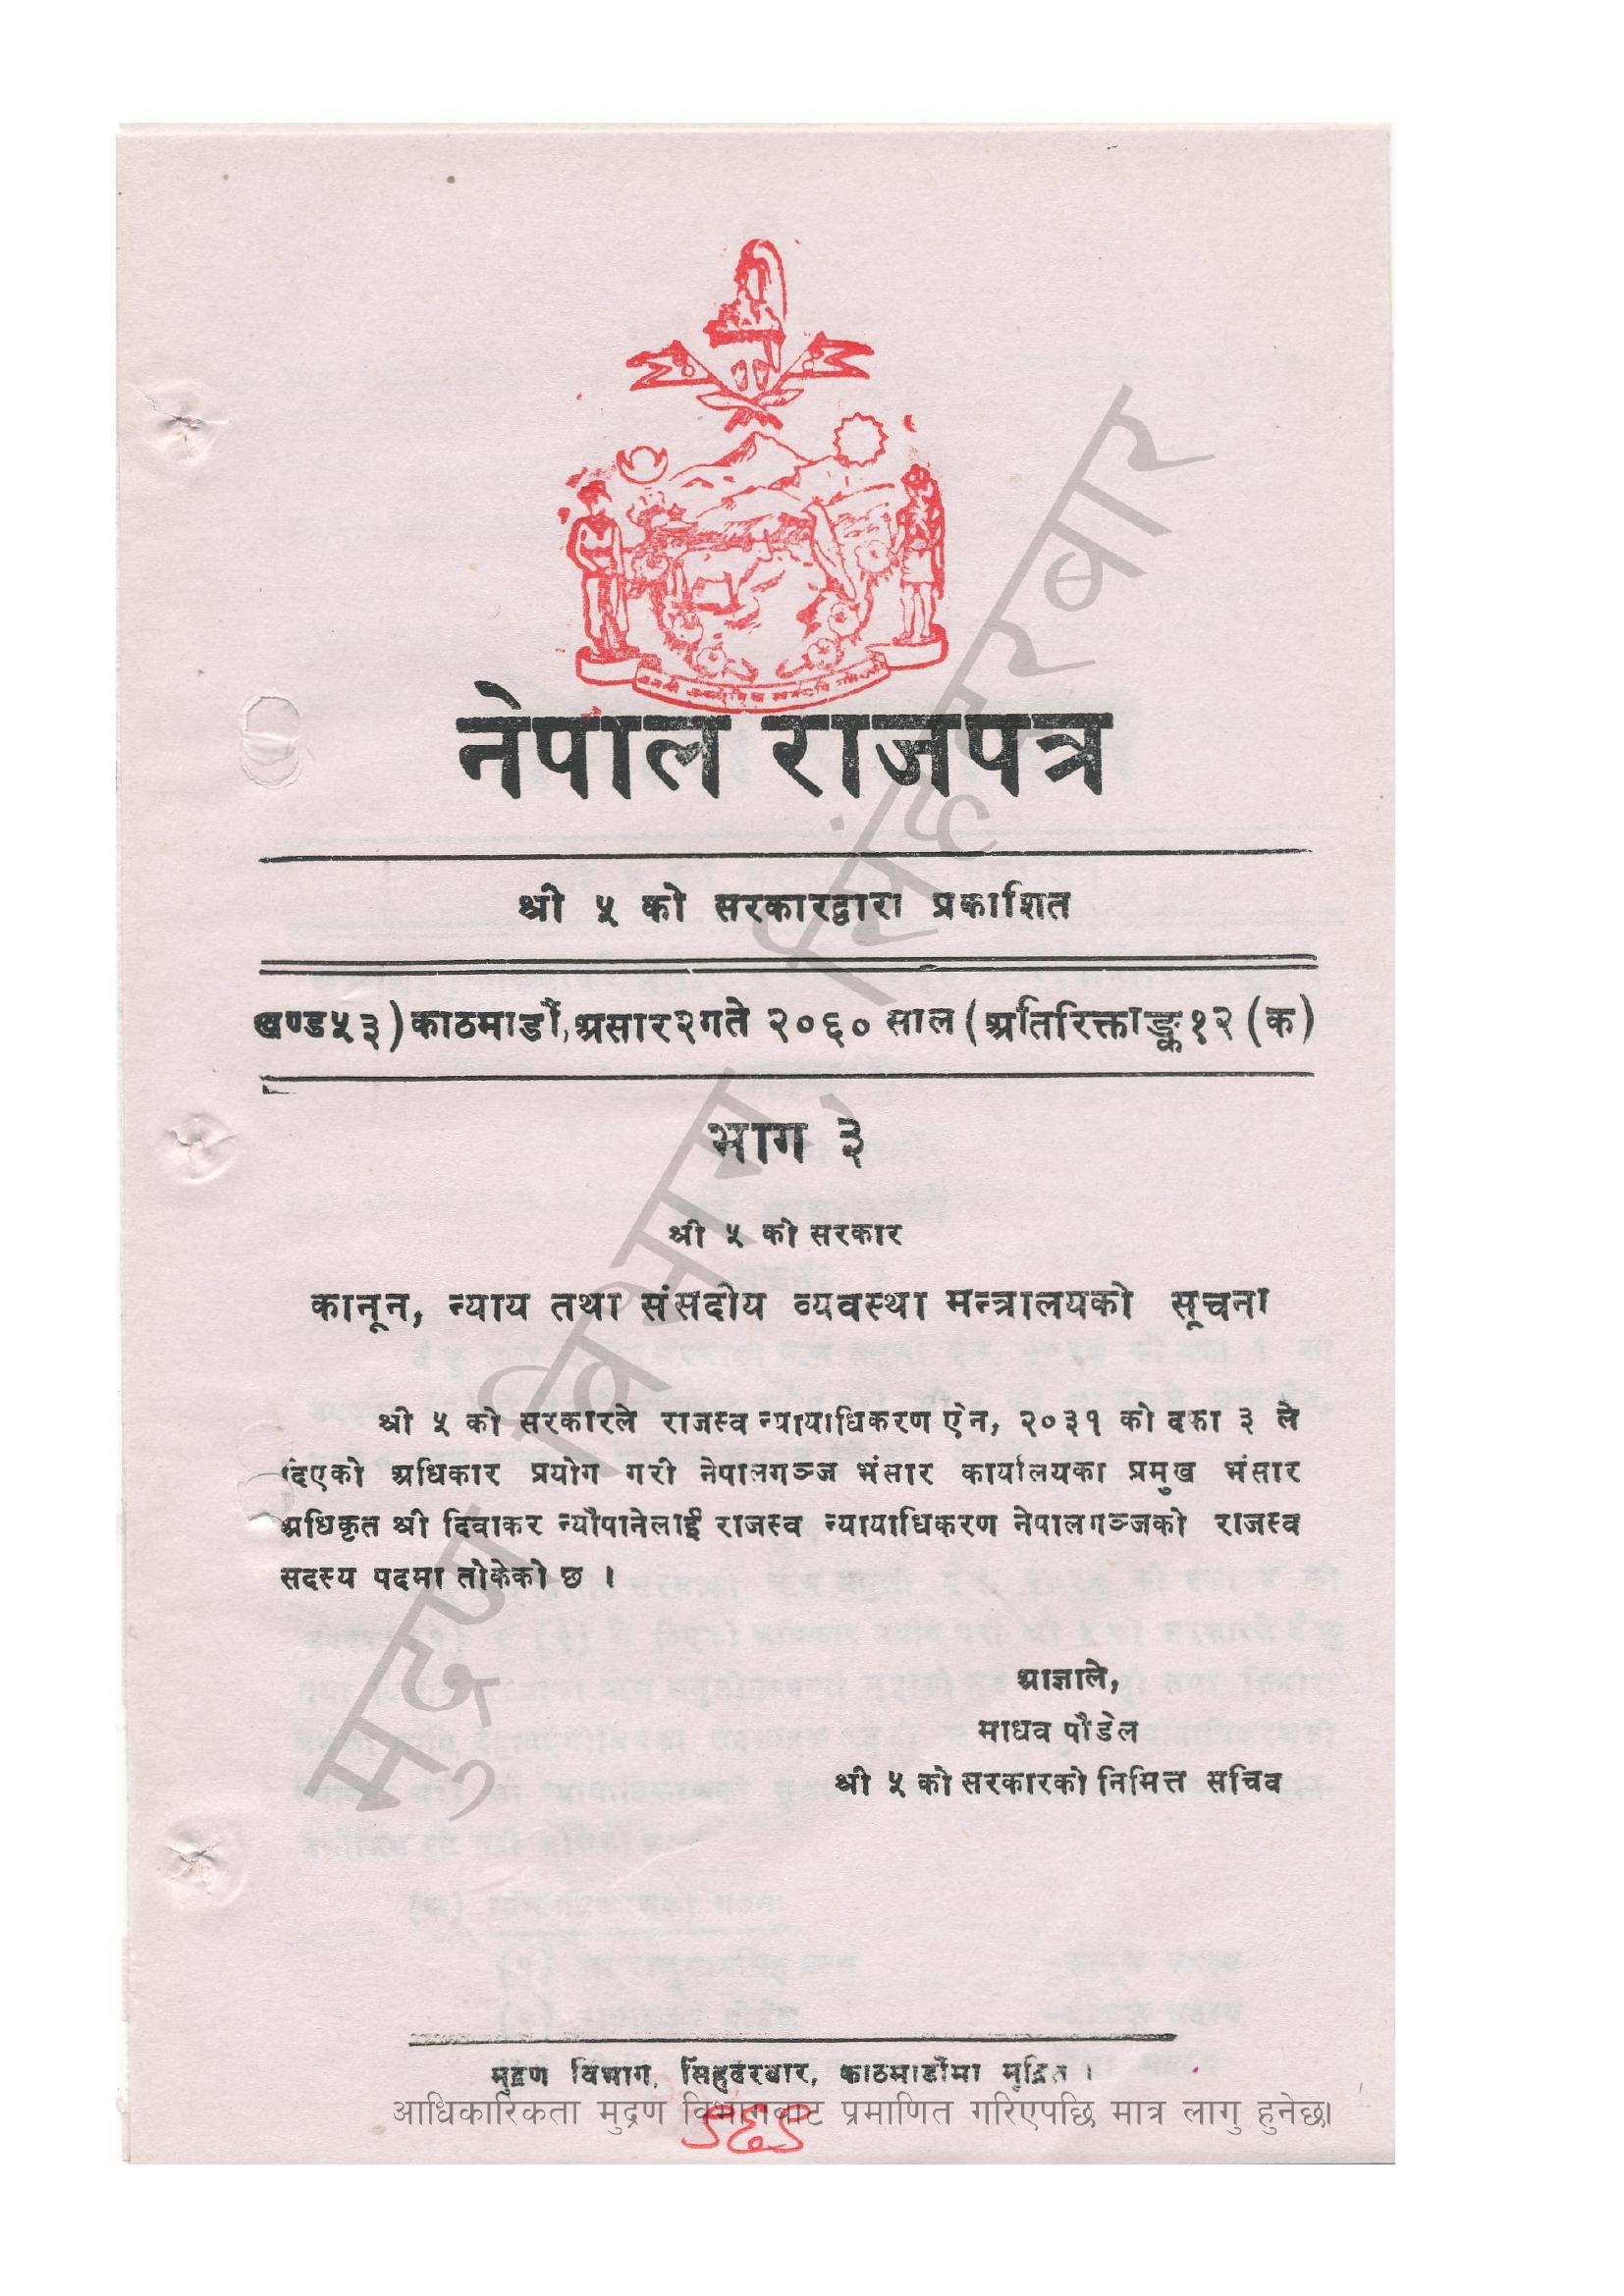 नेपाल राजपत्र
श्री ५ को सरकारद्वारा प्रकाशित
खण्ड५३) काठमाडौं, असार२गते २०६० साल (अतिरिक्ताङ्क१२ (क)
भाग ३
श्री ५ को सरकार
कानून, न्याय तथा संसदीय व्यवस्था मन्त्रालयको सूचना
श्री ५ को सरकारले राजस्व न्यायाधिकरण ऐन, २०३१ को दफा ३ ले
दिएको अधिकार प्रयोग गरी नेपालगञ्ज भंसार कार्यालयका प्रमुख भंसार
अधिकृत श्री दिवाकर न्यौपानेलाई राजस्व न्यायाधिकरण नेपालगञ्जको राजस्व
सदस्य पदमा तोकेको छ ।
आज्ञाले,
माधव पौडेल
श्री ५ को सरकारको निमित्त सचिव
मुद्रण विभाग, सिंहदरबार, काठमाडौंमा मुद्रित ।
आधिकारिकता मुद्रण विभागबाट प्रमाणित गरिएपछि मात्र लागु हुनेछ।
मुद्रण विभाग, सिंहदरबार